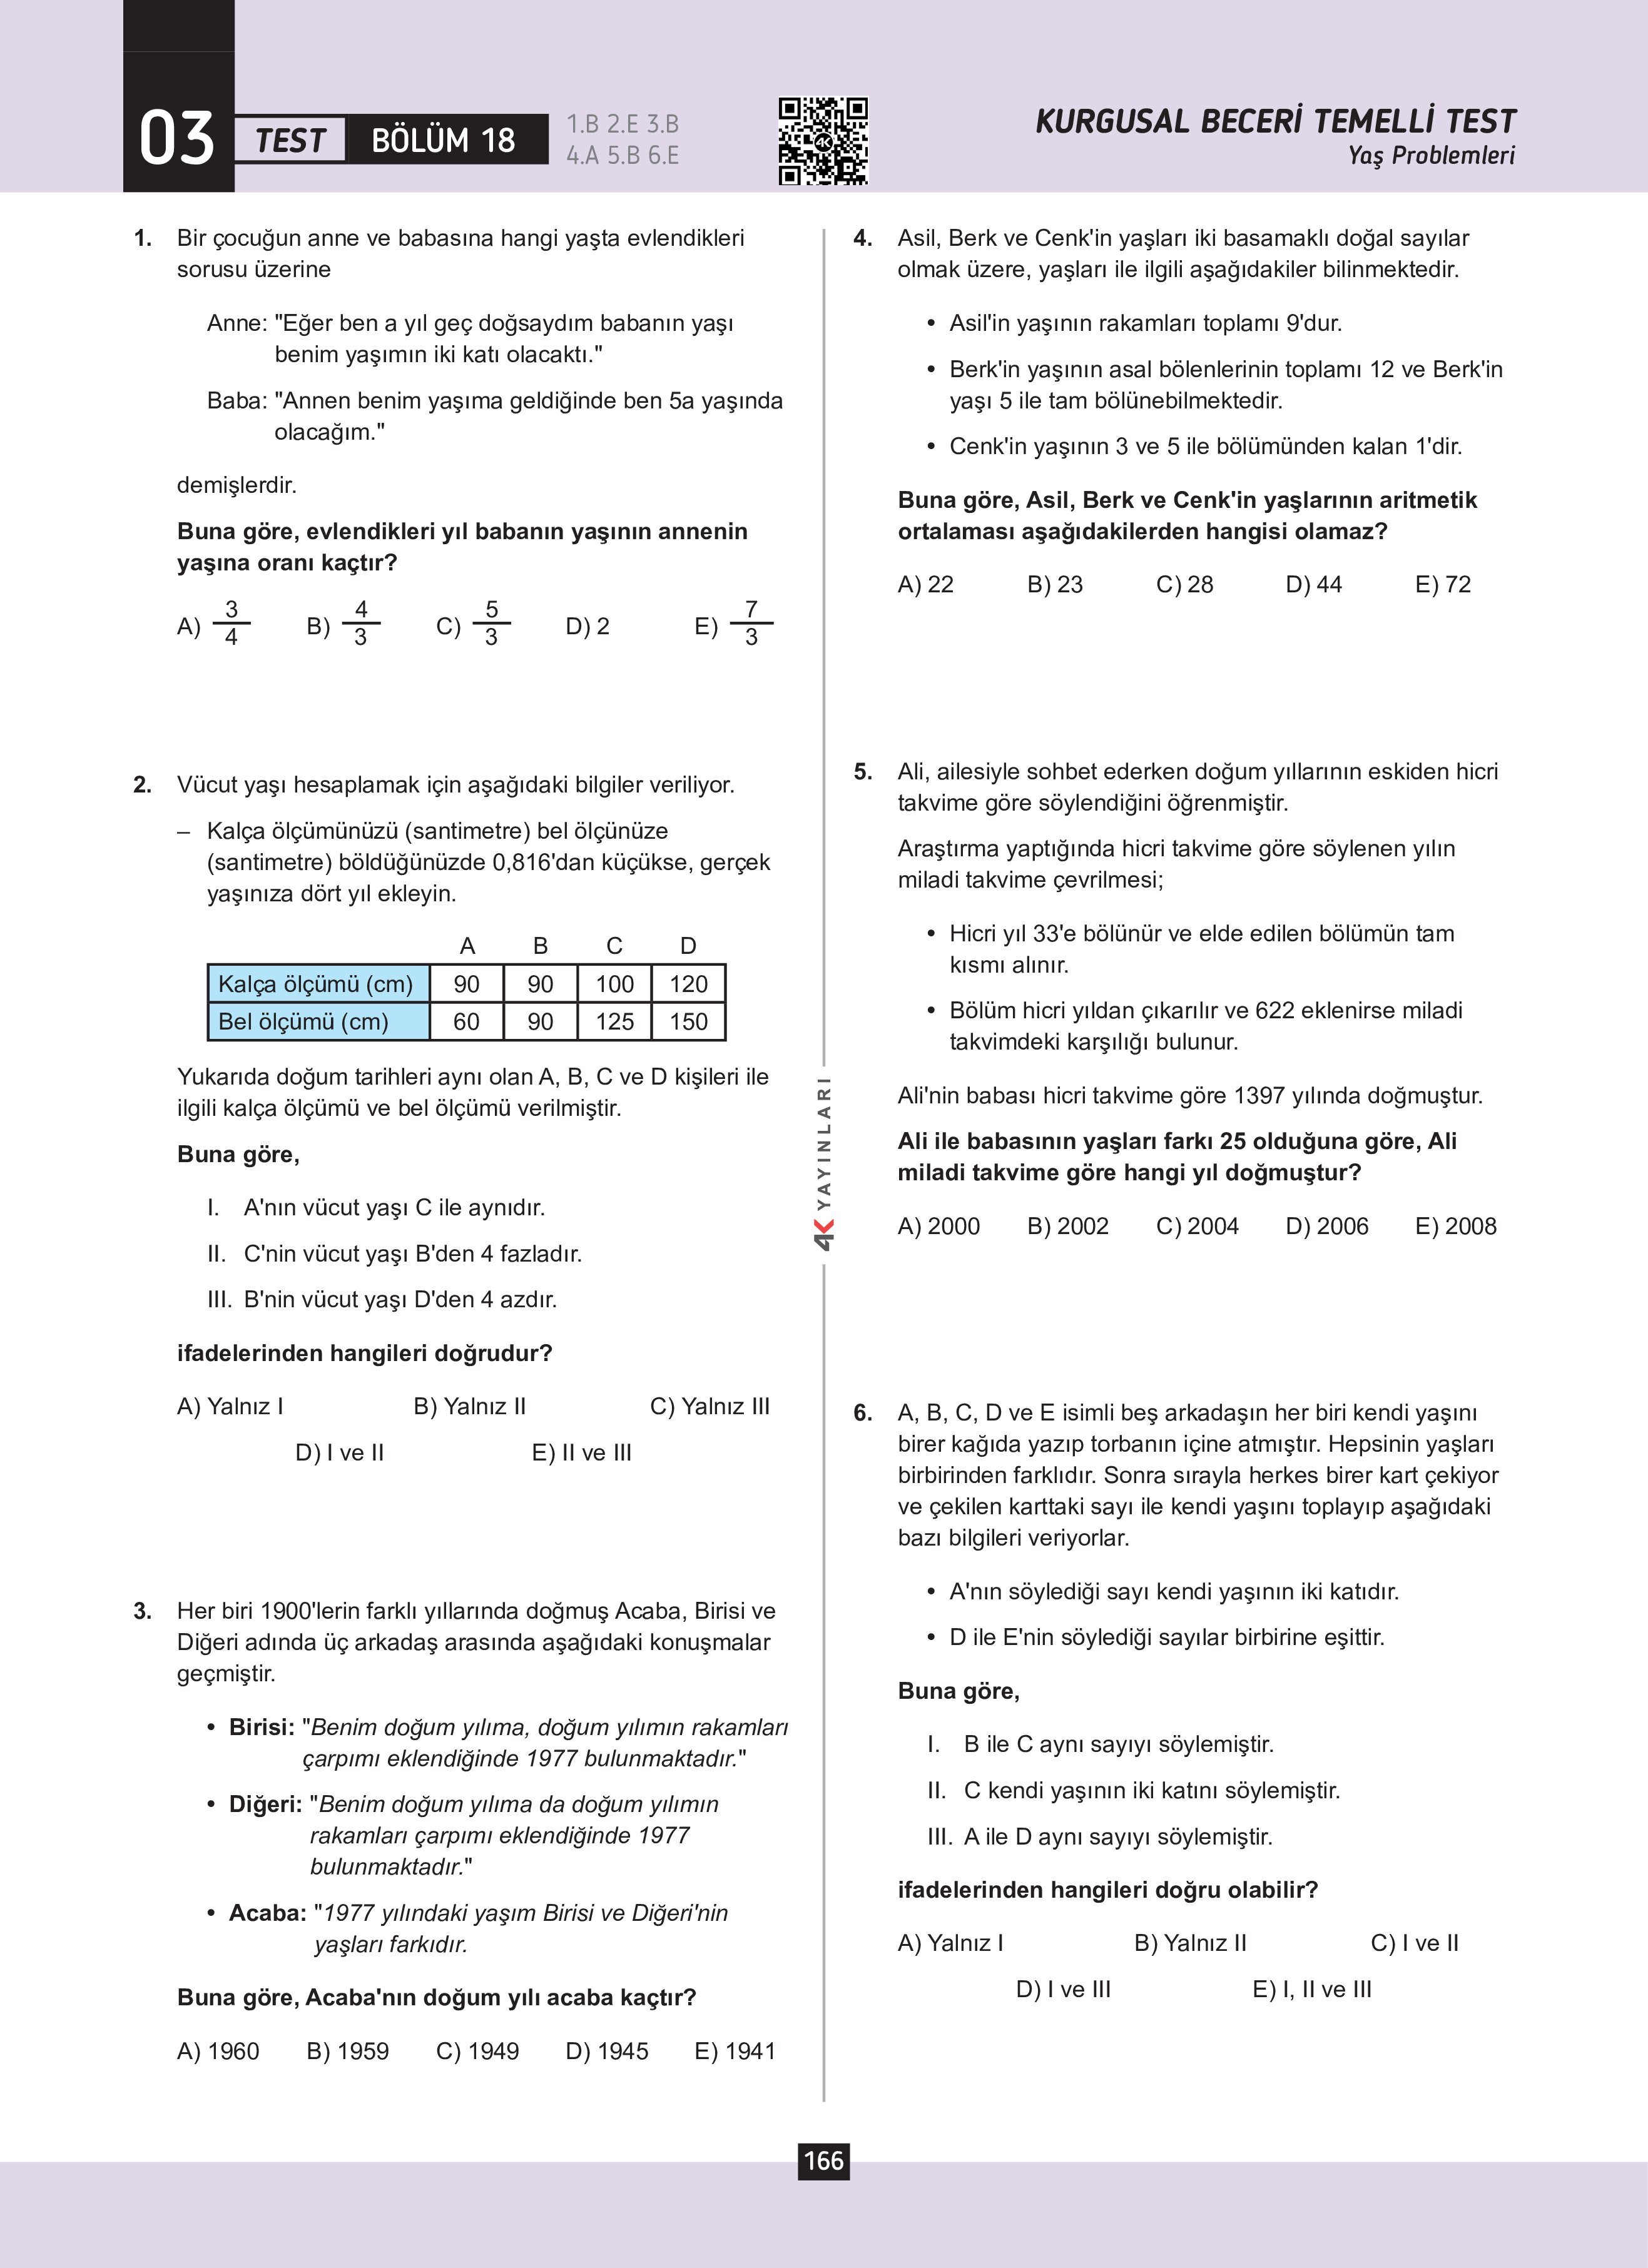 03
TEST
BÖLÜM 18
1.B 2.E 3.B
4.A 5.B 6.E
4K
KURGUSAL BECERİ TEMELLİ TEST
Yaş Problemleri
1. Bir çocuğun anne ve babasına hangi yaşta evlendikleri
sorusu üzerine
Anne: "Eğer ben a yıl geç doğsaydım babanın yaşı
benim yaşımın iki katı olacaktı."
Baba: "Annen benim yaşıma geldiğinde ben 5a yaşında
olacağım."
demişlerdir.
Buna göre, evlendikleri yıl babanın yaşının annenin
yaşına oranı kaçtır?
A) 3/4 B) 4/3 C) 5/3 D) 2 E) 7/3
2. Vücut yaşı hesaplamak için aşağıdaki bilgiler veriliyor.
– Kalça ölçümünüzü (santimetre) bel ölçünüze
(santimetre) böldüğünüzde 0,816'dan küçükse, gerçek
yaşınıza dört yıl ekleyin.
A B C D
Kalça ölçümü (cm) 90 90 100 120
Bel ölçümü (cm) 60 90 125 150
Yukarıda doğum tarihleri aynı olan A, B, C ve D kişileri ile
ilgili kalça ölçümü ve bel ölçümü verilmiştir.
Buna göre,
I. A'nın vücut yaşı C ile aynıdır.
II. C'nin vücut yaşı B'den 4 fazladır.
III. B'nin vücut yaşı D'den 4 azdır.
ifadelerinden hangileri doğrudur?
A) Yalnız I B) Yalnız II C) Yalnız III
D) I ve II E) II ve III
3. Her biri 1900'lerin farklı yıllarında doğmuş Acaba, Birisi ve
Diğeri adında üç arkadaş arasında aşağıdaki konuşmalar
geçmiştir.
• Birisi: "Benim doğum yılıma, doğum yılımın rakamları
çarpımı eklendiğinde 1977 bulunmaktadır."
• Diğeri: "Benim doğum yılıma da doğum yılımın
rakamları çarpımı eklendiğinde 1977
bulunmaktadır."
• Acaba: "1977 yılındaki yaşım Birisi ve Diğeri'nin
yaşları farkıdır.
Buna göre, Acaba'nın doğum yılı acaba kaçtır?
A) 1960 B) 1959 C) 1949 D) 1945 E) 1941
4K YAYINLARI
4. Asil, Berk ve Cenk'in yaşları iki basamaklı doğal sayılar
olmak üzere, yaşları ile ilgili aşağıdakiler bilinmektedir.
• Asil'in yaşının rakamları toplamı 9'dur.
• Berk'in yaşının asal bölenlerinin toplamı 12 ve Berk'in
yaşı 5 ile tam bölünebilmektedir.
• Cenk'in yaşının 3 ve 5 ile bölümünden kalan 1'dir.
Buna göre, Asil, Berk ve Cenk'in yaşlarının aritmetik
ortalaması aşağıdakilerden hangisi olamaz?
A) 22 B) 23 C) 28 D) 44 E) 72
5. Ali, ailesiyle sohbet ederken doğum yıllarının eskiden hicri
takvime göre söylendiğini öğrenmiştir.
Araştırma yaptığında hicri takvime göre söylenen yılın
miladi takvime çevrilmesi;
• Hicri yıl 33'e bölünür ve elde edilen bölümün tam
kısmı alınır.
• Bölüm hicri yıldan çıkarılır ve 622 eklenirse miladi
takvimdeki karşılığı bulunur.
Ali'nin babası hicri takvime göre 1397 yılında doğmuştur.
Ali ile babasının yaşları farkı 25 olduğuna göre, Ali
miladi takvime göre hangi yıl doğmuştur?
A) 2000 B) 2002 C) 2004 D) 2006 E) 2008
6. A, B, C, D ve E isimli beş arkadaşın her biri kendi yaşını
birer kağıda yazıp torbanın içine atmıştır. Hepsinin yaşları
birbirinden farklıdır. Sonra sırayla herkes birer kart çekiyor
ve çekilen karttaki sayı ile kendi yaşını toplayıp aşağıdaki
bazı bilgileri veriyorlar.
• A'nın söylediği sayı kendi yaşının iki katıdır.
• D ile E'nin söylediği sayılar birbirine eşittir.
Buna göre,
I. B ile C aynı sayıyı söylemiştir.
II. C kendi yaşının iki katını söylemiştir.
III. A ile D aynı sayıyı söylemiştir.
ifadelerinden hangileri doğru olabilir?
A) Yalnız I B) Yalnız II C) I ve II
D) I ve III E) I, II ve III
166